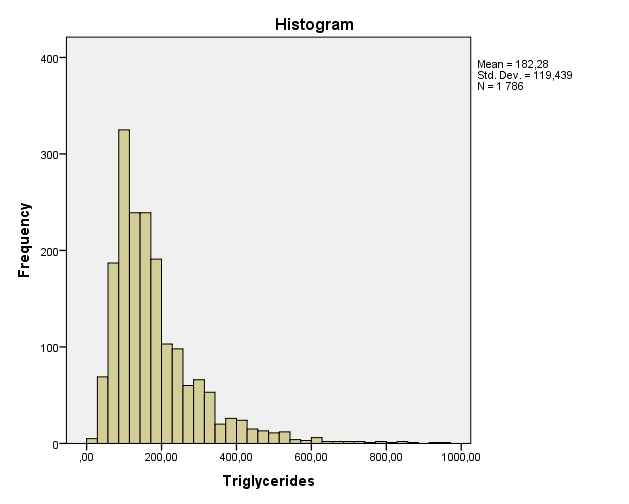 Histogram
Mean = 182,28
Std. Dev. = 119,439
N = 1 786
400
300
200
100
0
Frequency
,00
200,00
400,00
600,00
800,00
1000,00
Triglycerides